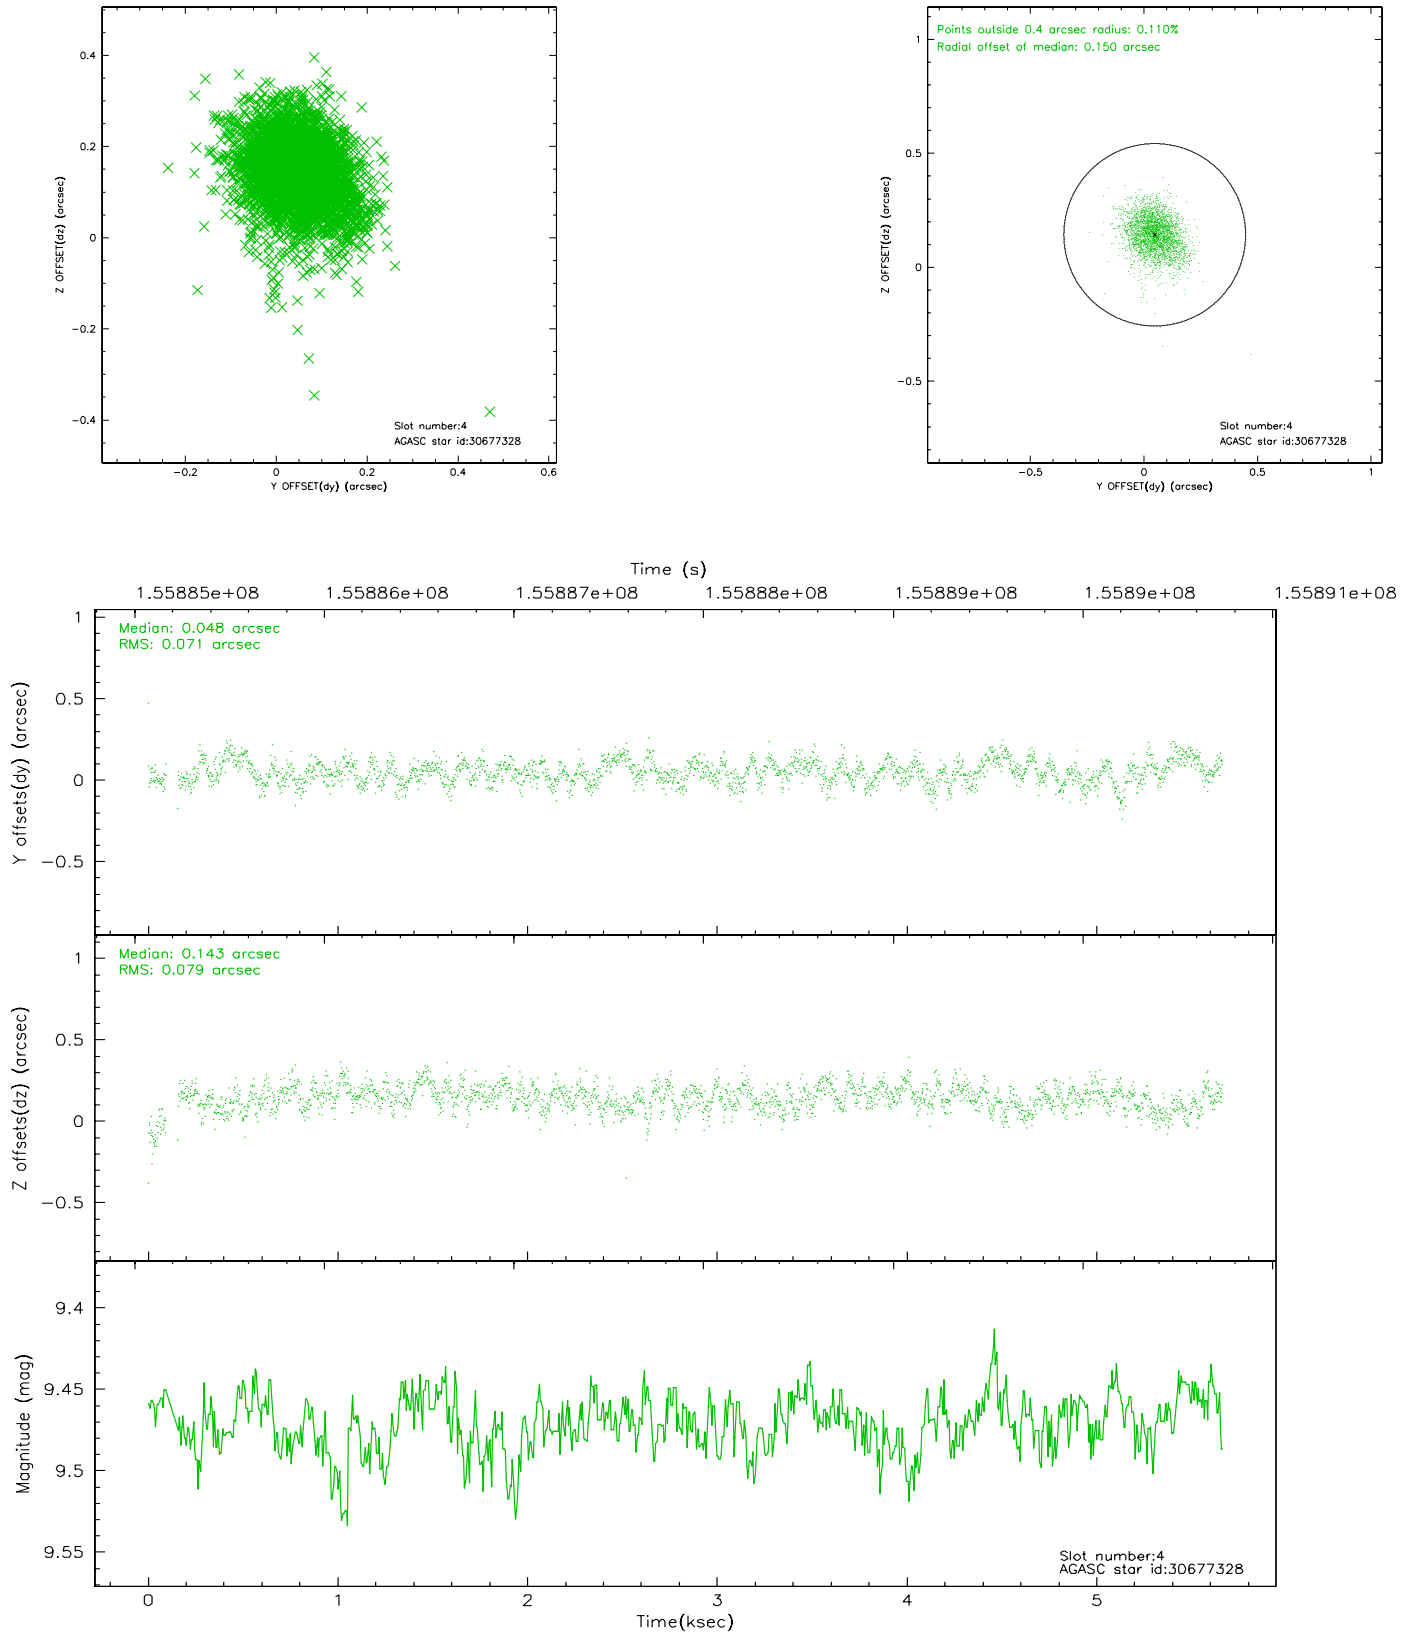 0.4
0.2
0
−0.2
−0.4
Z OFFSET(dz) (arcsec)
Slot number:4
AGASC star id:30677328
−0.2 0 0.2 0.4 0.6
Y OFFSET(dy) (arcsec)
Points outside 0.4 arcsec radius: 0.110%
Radial offset of median: 0.150 arcsec
1
0.5
0
−0.5
Z OFFSET(dz) (arcsec)
Slot number:4
AGASC star id:30677328
−0.5 0 0.5 1
Y OFFSET(dy) (arcsec)
Time (s)
1.55885e+08 1.55886e+08 1.55887e+08 1.55888e+08 1.55889e+08 1.5589e+08 1.55891e+08
Median: 0.048 arcsec
RMS: 0.071 arcsec
1
0.5
0
−0.5
Y offsets(dy) (arcsec)
Median: 0.143 arcsec
RMS: 0.079 arcsec
1
0.5
0
−0.5
Z offsets(dz) (arcsec)
9.4
9.45
9.5
9.55
Magnitude (mag)
Slot number:4
AGASC star id:30677328
0 1 2 3 4 5
Time(ksec)